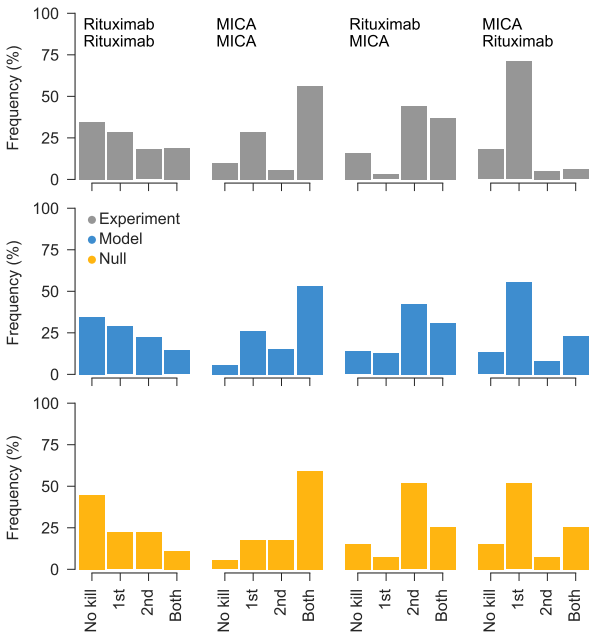 Rituximab
Rituximab
MICA
MICA
Rituximab
MICA
MICA
Rituximab
Frequency (%)
100
75
50
25
0
Experiment
Model
Null
Frequency (%)
100
75
50
25
0
Frequency (%)
100
75
50
25
0
No kill
1st
2nd
Both
No kill
1st
2nd
Both
No kill
1st
2nd
Both
No kill
1st
2nd
Both